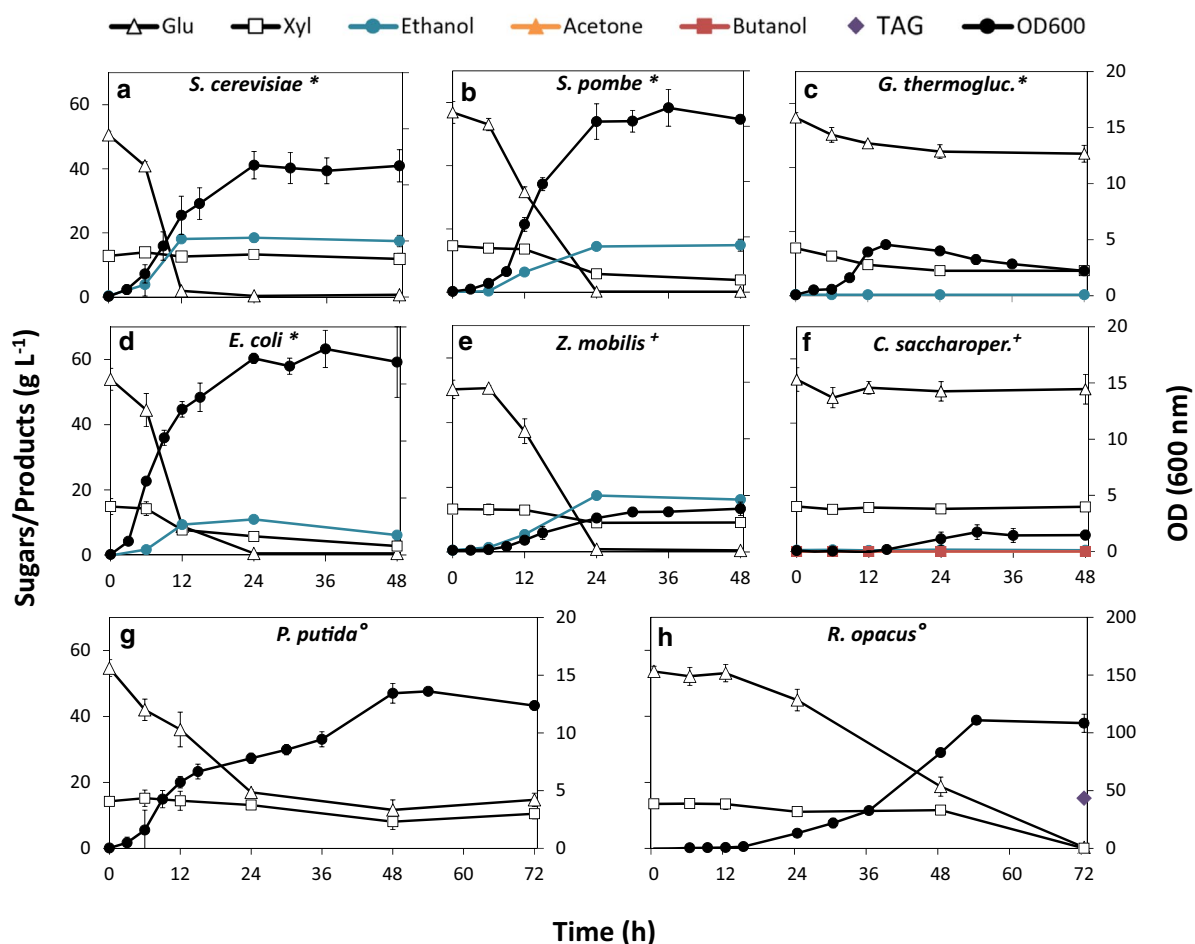 Glu Xyl Ethanol Acetone Butanol TAG OD600
a S. cerevisiae * b S. pombe * c G. thermogluc.*
60 40 20 0
20 15 10 5 0
d E. coli * e Z. mobilis + f C. saccharoper.+
60 40 20 0
20 15 10 5 0
0 12 24 36 48 0 12 24 36 48 0 12 24 36 48
Sugars/Products (g L-1)
OD (600 nm)
g P. putida° h R. opacus°
60 40 20 0
20 15 10 5 0
200 150 100 50 0
0 12 24 36 48 60 72 0 12 24 36 48 60 72
Time (h)